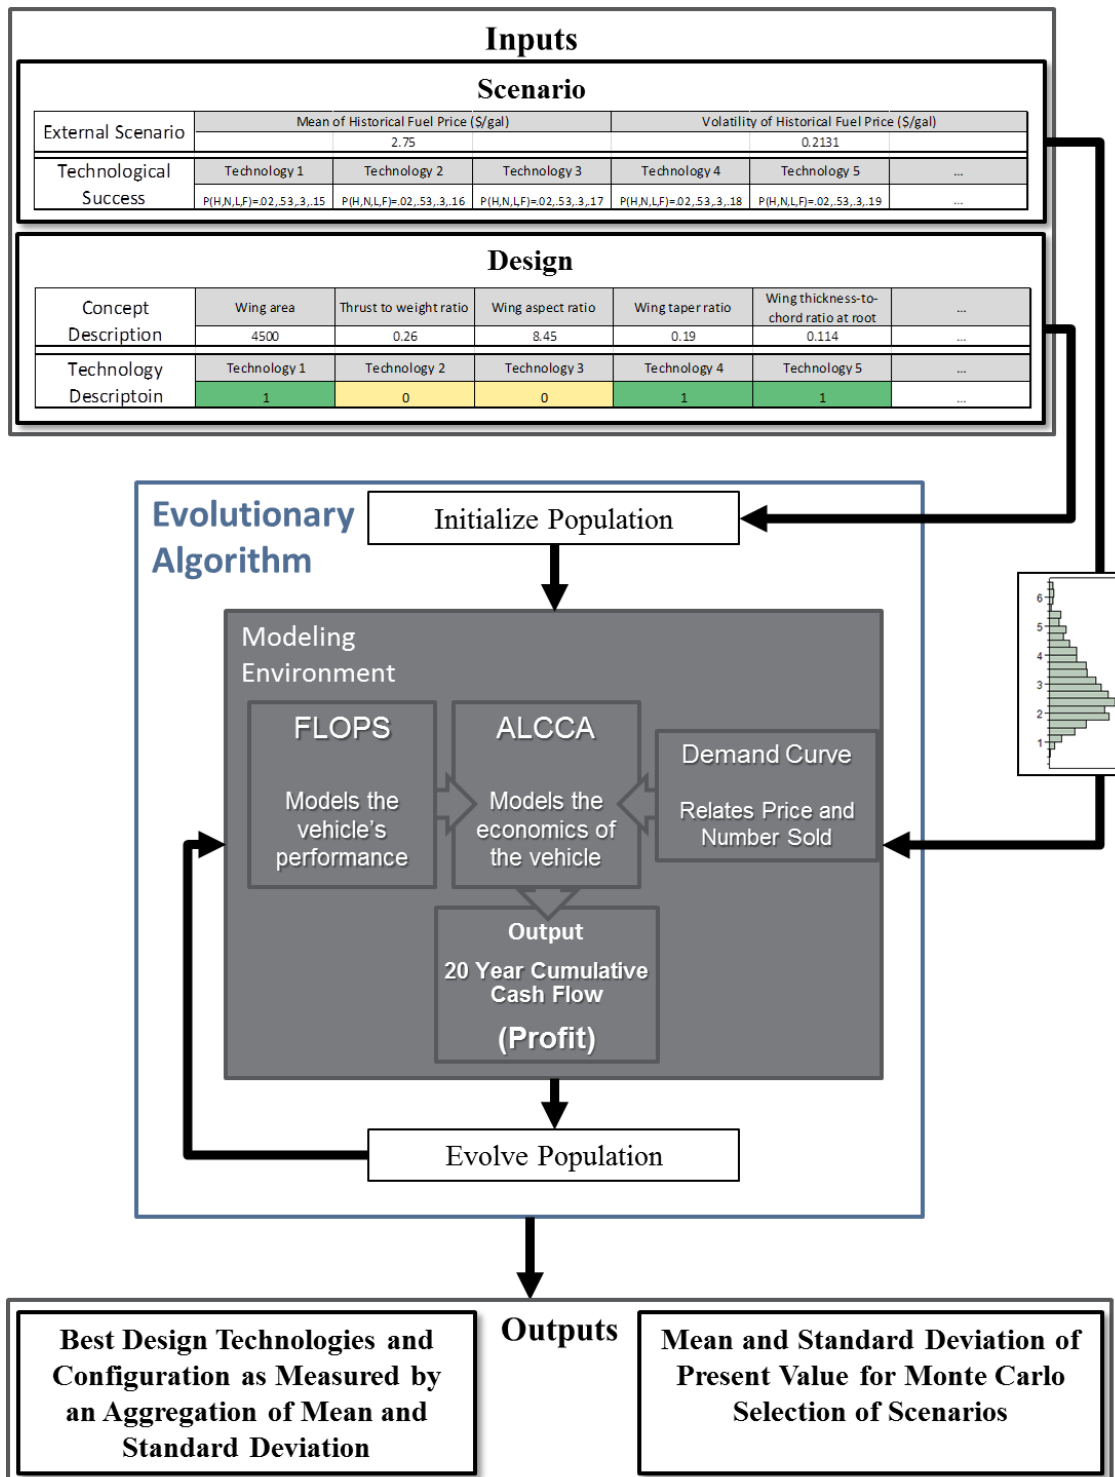 Inputs
Scenario
External Scenario
Mean of Historical Fuel Price ($/gal)
Volatility of Historical Fuel Price ($/gal)
2.75
0.2131
Technological
Success
Technology 1
Technology 2
Technology 3
Technology 4
Technology 5
...
P(H,N,L,F)=.02,.53,.3,.15
P(H,N,L,F)=.02,.53,.3,.16
P(H,N,L,F)=.02,.53,.3,.17
P(H,N,L,F)=.02,.53,.3,.18
P(H,N,L,F)=.02,.53,.3,.19
...
Design
Concept
Description
Wing area
Thrust to weight ratio
Wing aspect ratio
Wing taper ratio
Wing thickness-to-
chord ratio at root
...
4500
0.26
8.45
0.19
0.114
...
Technology
Descriptoin
Technology 1
Technology 2
Technology 3
Technology 4
Technology 5
...
1
0
0
1
1
...
Evolutionary
Algorithm
Initialize Population
6
5
4
3
2
1
Modeling
Environment
FLOPS
Models the
vehicle's
performance
ALCCA
Models the
economics of
the vehicle
Demand Curve
Relates Price and
Number Sold
Output
20 Year Cumulative
Cash Flow
(Profit)
Evolve Population
Outputs
Best Design Technologies and
Configuration as Measured by
an Aggregation of Mean and
Standard Deviation
Mean and Standard Deviation of
Present Value for Monte Carlo
Selection of Scenarios